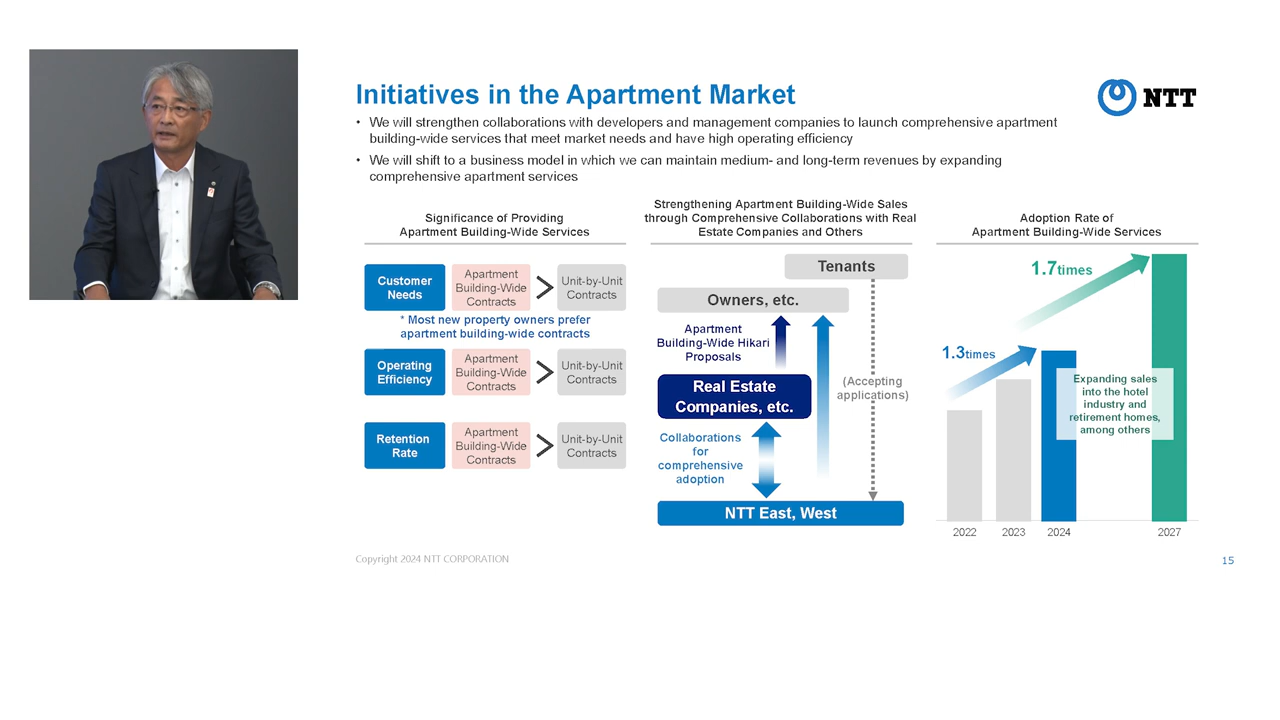 Initiatives in the Apartment Market
NTT
• We will strengthen collaborations with developers and management companies to launch comprehensive apartment
building-wide services that meet market needs and have high operating efficiency
• We will shift to a business model in which we can maintain medium- and long-term revenues by expanding
comprehensive apartment services
Significance of Providing
Apartment Building-Wide Services
Customer
Needs
Apartment
Building-Wide
Contracts
Unit-by-Unit
Contracts
* Most new property owners prefer
apartment building-wide contracts
Operating
Efficiency
Apartment
Building-Wide
Contracts
Unit-by-Unit
Contracts
Retention
Rate
Apartment
Building-Wide
Contracts
Unit-by-Unit
Contracts
Strengthening Apartment Building-Wide Sales
through Comprehensive Collaborations with Real
Estate Companies and Others
Tenants
Owners, etc.
Apartment
Building-Wide Hikari
Proposals
Real Estate
Companies, etc.
(Accepting
applications)
Collaborations
for
comprehensive
adoption
NTT East, West
Adoption Rate of
Apartment Building-Wide Services
1.7times
1.3times
Expanding sales
into the hotel
industry and
retirement homes,
among others
2022
2023
2024
2027
Copyright 2024 NTT CORPORATION
15